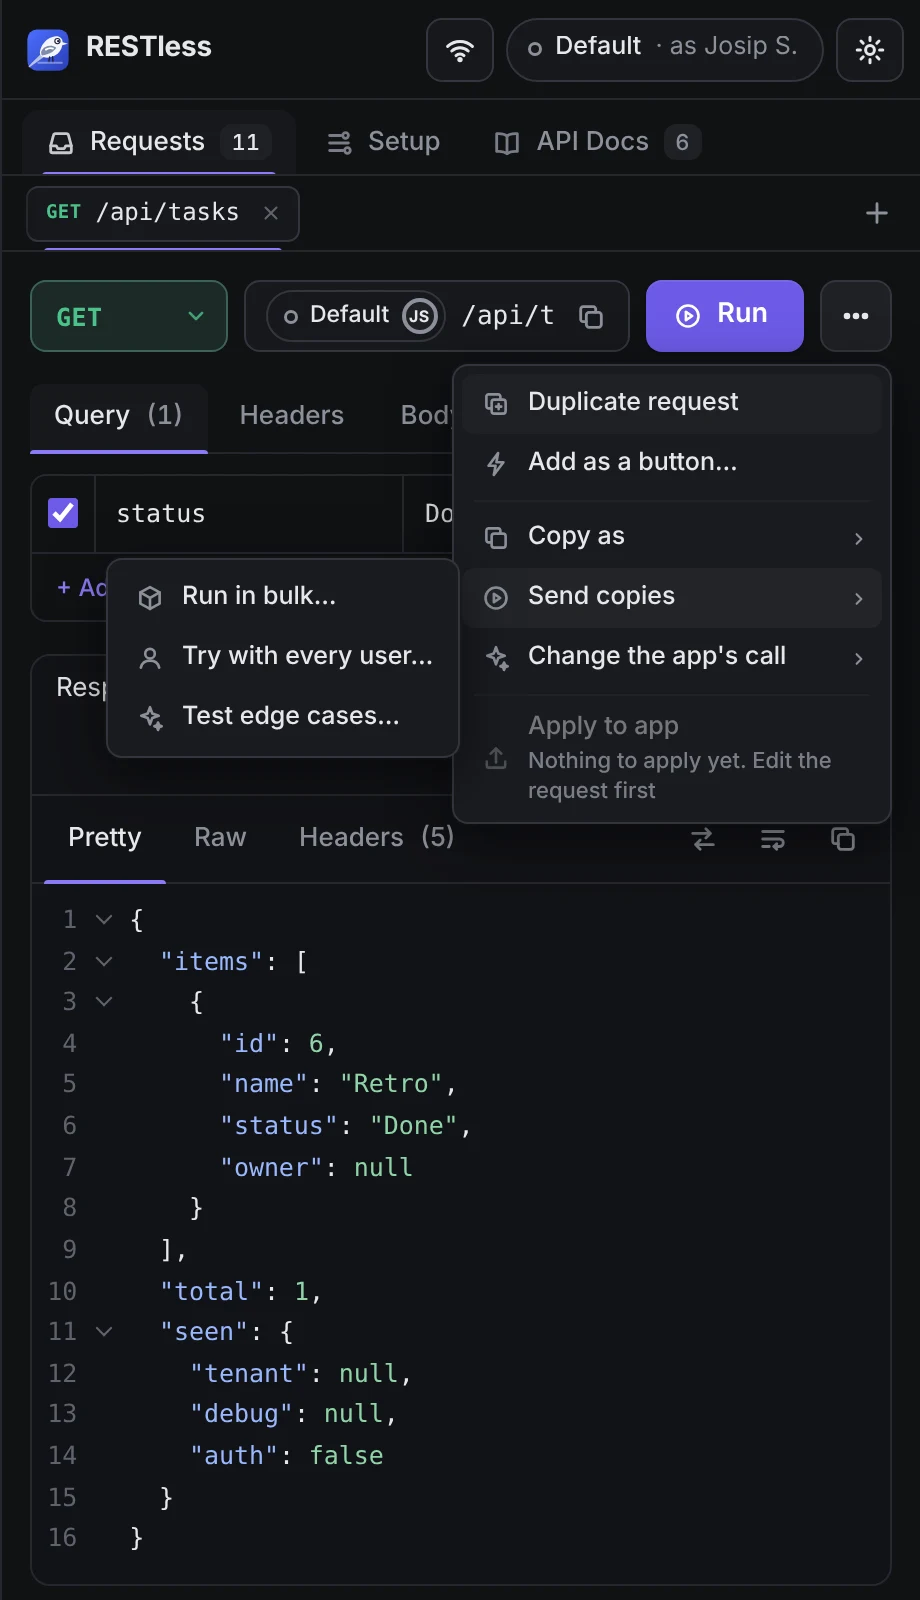 RESTless
Default · as Josip S.
Requests 11
Setup
API Docs 6
GET /api/tasks
GET
Default JS /api/t
Run
Query (1)
Headers
Body
Duplicate request
Add as a button...
Copy as
Send copies
Change the app's call
Apply to app
Nothing to apply yet. Edit the
request first
status
Do
+ Ad
Run in bulk...
Try with every user...
Test edge cases...
Resp
Pretty
Raw
Headers (5)
1 {
2 "items": [
3 {
4 "id": 6,
5 "name": "Retro",
6 "status": "Done",
7 "owner": null
8 }
9 ],
10 "total": 1,
11 "seen": {
12 "tenant": null,
13 "debug": null,
14 "auth": false
15 }
16 }